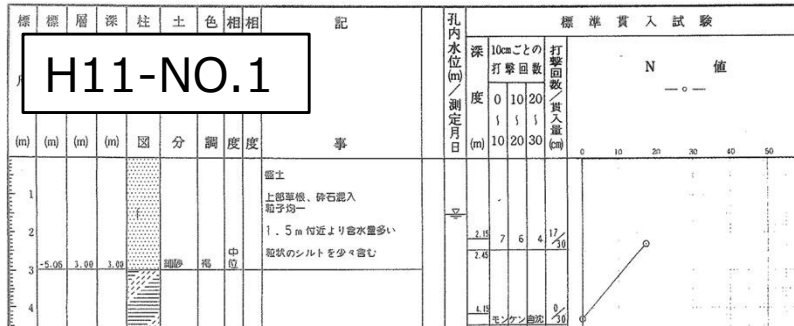 標 標 層 深 柱 土 色 相 相 記
H11-NO.1
(m) (m) (m) (m) 図 分 調 度 度 事
孔内水位(m)/測定月日
標準貫入試験
深度(m)
10cmごとの打撃回数
0~10 10~20 20~30
打撃回数/貫入量(cm)
N 値
0 10 20 30 40 50
盛土
上部草根、砕石混入
粒子均一
1.5m付近より含水量多い
粒状のシルトを少々含む
1
2
3 -5.06 3.00 3.00 細砂 褐 中位
4
2.15 7 6 4 17/30
2.45
4.15 モンケン自沈 0/30